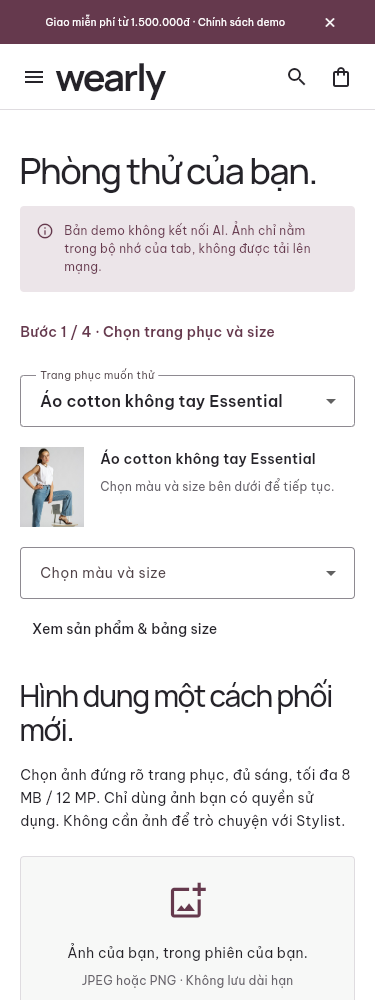 Giao miễn phí từ 1.500.000đ · Chính sách demo
wearly
Phòng thử của bạn.
Bản demo không kết nối AI. Ảnh chỉ nằm
trong bộ nhớ của tab, không được tải lên
mạng.
Bước 1 / 4 · Chọn trang phục và size
Trang phục muốn thử
Áo cotton không tay Essential
Áo cotton không tay Essential
Chọn màu và size bên dưới để tiếp tục.
Chọn màu và size
Xem sản phẩm & bảng size
Hình dung một cách phối
mới.
Chọn ảnh đứng rõ trang phục, đủ sáng, tối đa 8
MB / 12 MP. Chỉ dùng ảnh bạn có quyền sử
dụng. Không cần ảnh để trò chuyện với Stylist.
Ảnh của bạn, trong phiên của bạn.
JPEG hoặc PNG · Không lưu dài hạn